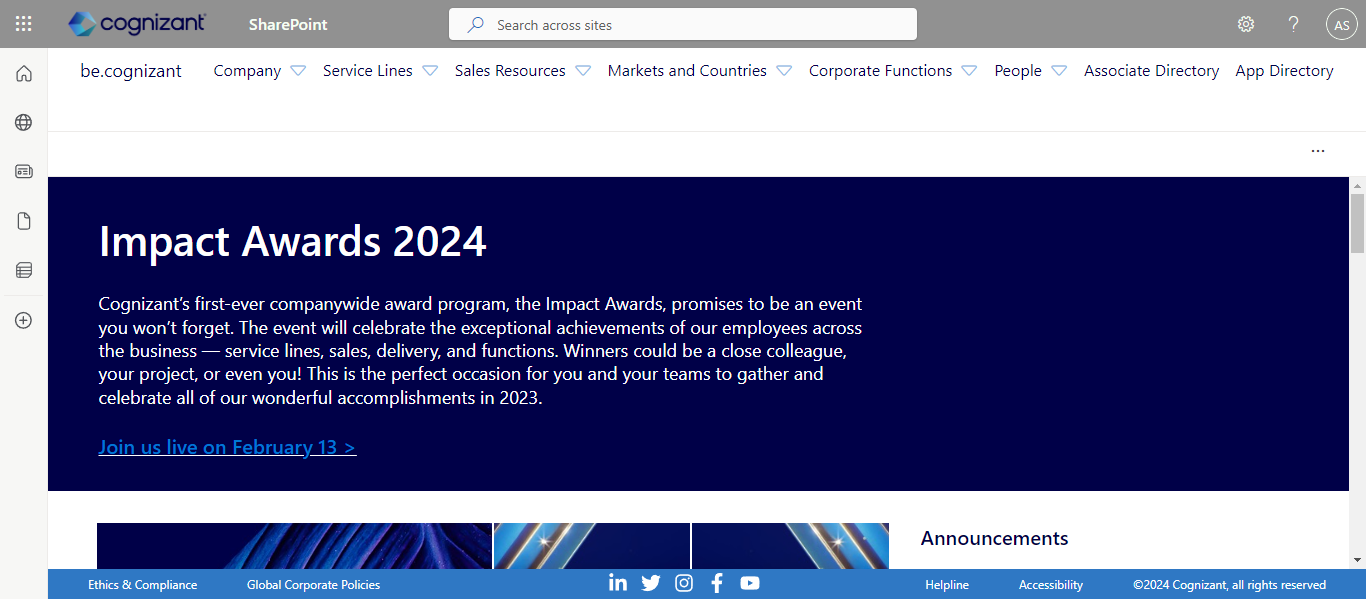 cognizant
SharePoint
Search across sites
?
AS
be.cognizant
Company
Service Lines
Sales Resources
Markets and Countries
Corporate Functions
People
Associate Directory
App Directory
...
Impact Awards 2024
Cognizant’s first-ever companywide award program, the Impact Awards, promises to be an event
you won’t forget. The event will celebrate the exceptional achievements of our employees across
the business — service lines, sales, delivery, and functions. Winners could be a close colleague,
your project, or even you! This is the perfect occasion for you and your teams to gather and
celebrate all of our wonderful accomplishments in 2023.
Join us live on February 13 >
Announcements
Ethics & Compliance
Global Corporate Policies
Helpline
Accessibility
©2024 Cognizant, all rights reserved